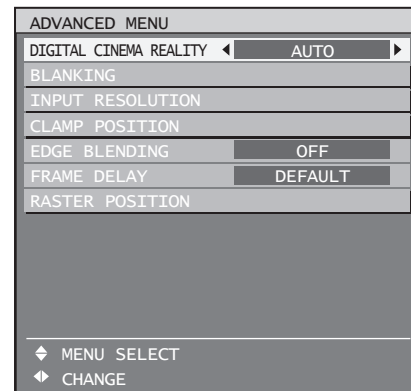 ADVANCED MENU
DIGITAL CINEMA REALITY AUTO
BLANKING
INPUT RESOLUTION
CLAMP POSITION
EDGE BLENDING OFF
FRAME DELAY DEFAULT
RASTER POSITION
MENU SELECT
CHANGE